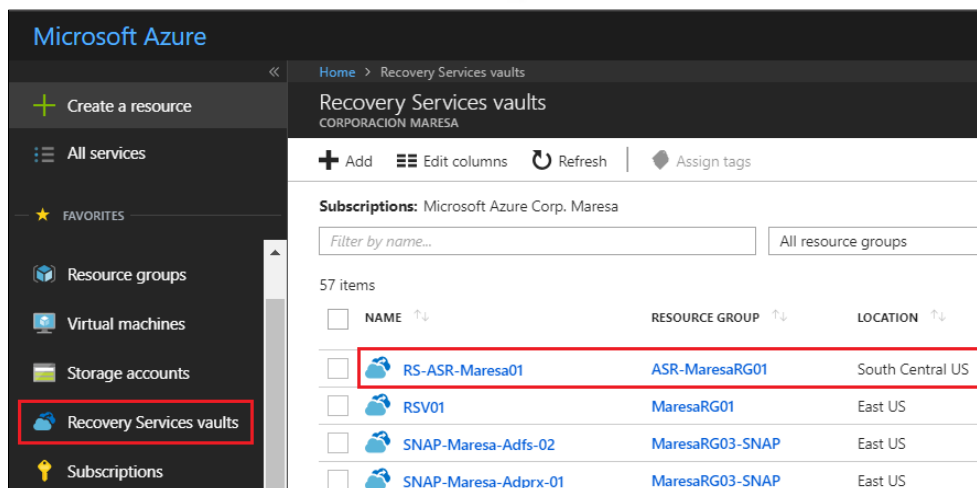 Microsoft Azure
«
Home > Recovery Services vaults
Create a resource
Recovery Services vaults
CORPORACION MARESA
All services
Add Edit columns Refresh Assign tags
FAVORITES
Subscriptions: Microsoft Azure Corp. Maresa
Filter by name... All resource groups
Resource groups
57 items
Virtual machines
NAME RESOURCE GROUP LOCATION
Storage accounts
RS-ASR-Maresa01 ASR-MaresaRG01 South Central US
Recovery Services vaults
RSV01 MaresaRG01 East US
SNAP-Maresa-Adfs-02 MaresaRG03-SNAP East US
Subscriptions
SNAP-Maresa-Adprx-01 MaresaRG03-SNAP East US